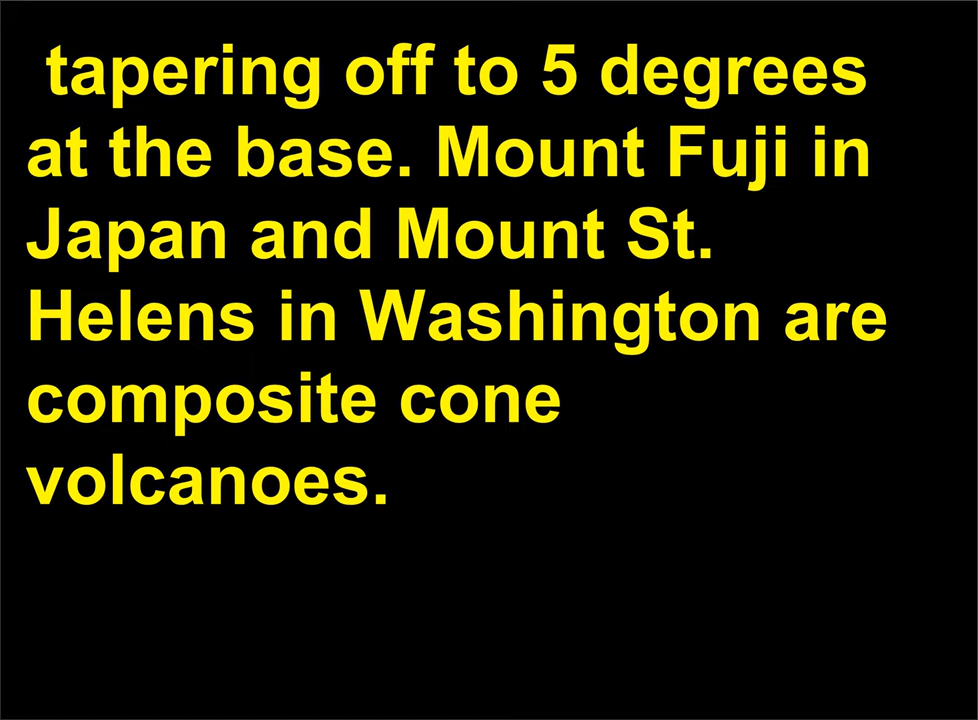 tapering off to 5 degrees
at the base. Mount Fuji in
Japan and Mount St.
Helens in Washington are
composite cone
volcanoes.